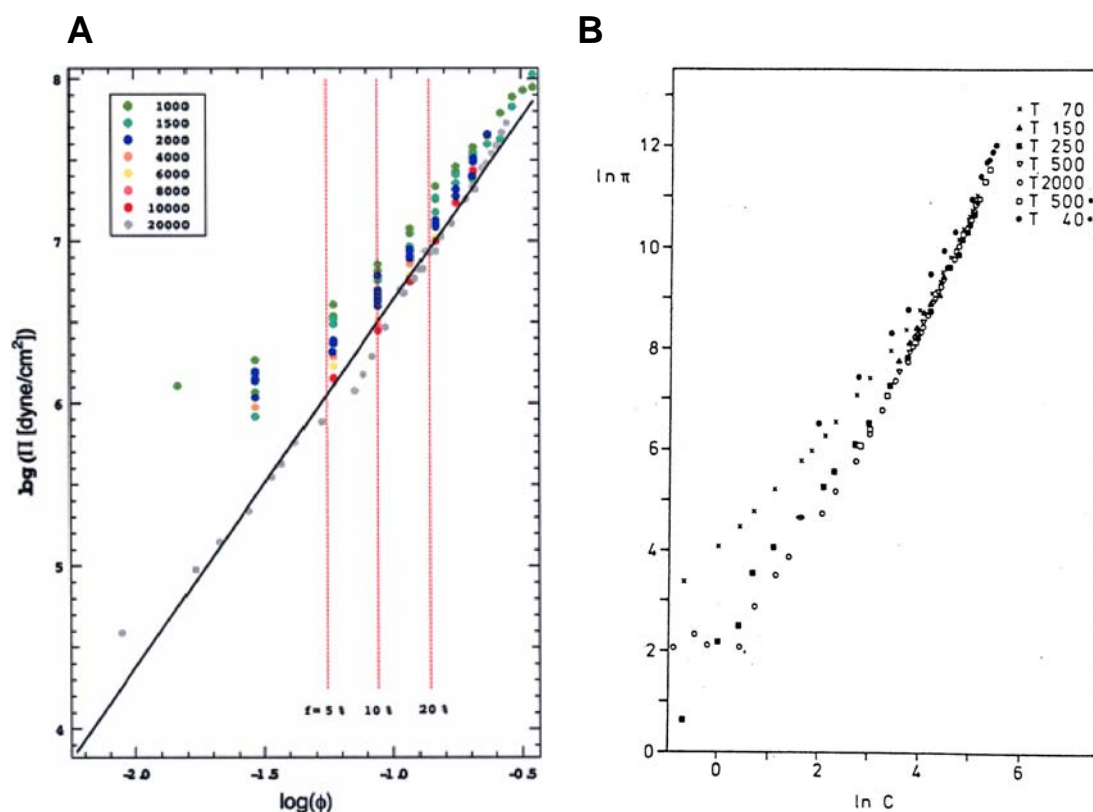 A
B
8
7
6
5
4
log (Π [dyne/cm²])
1000
1500
2000
4000
6000
8000
10000
20000
f=5% 10% 20%
-2.0 -1.5 -1.0 -0.5
log(ϕ)
ln π
12
10
8
6
4
2
0
T 70
T 150
T 250
T 500
T2000
T 500 •
T 40 •
0 2 4 6
ln C